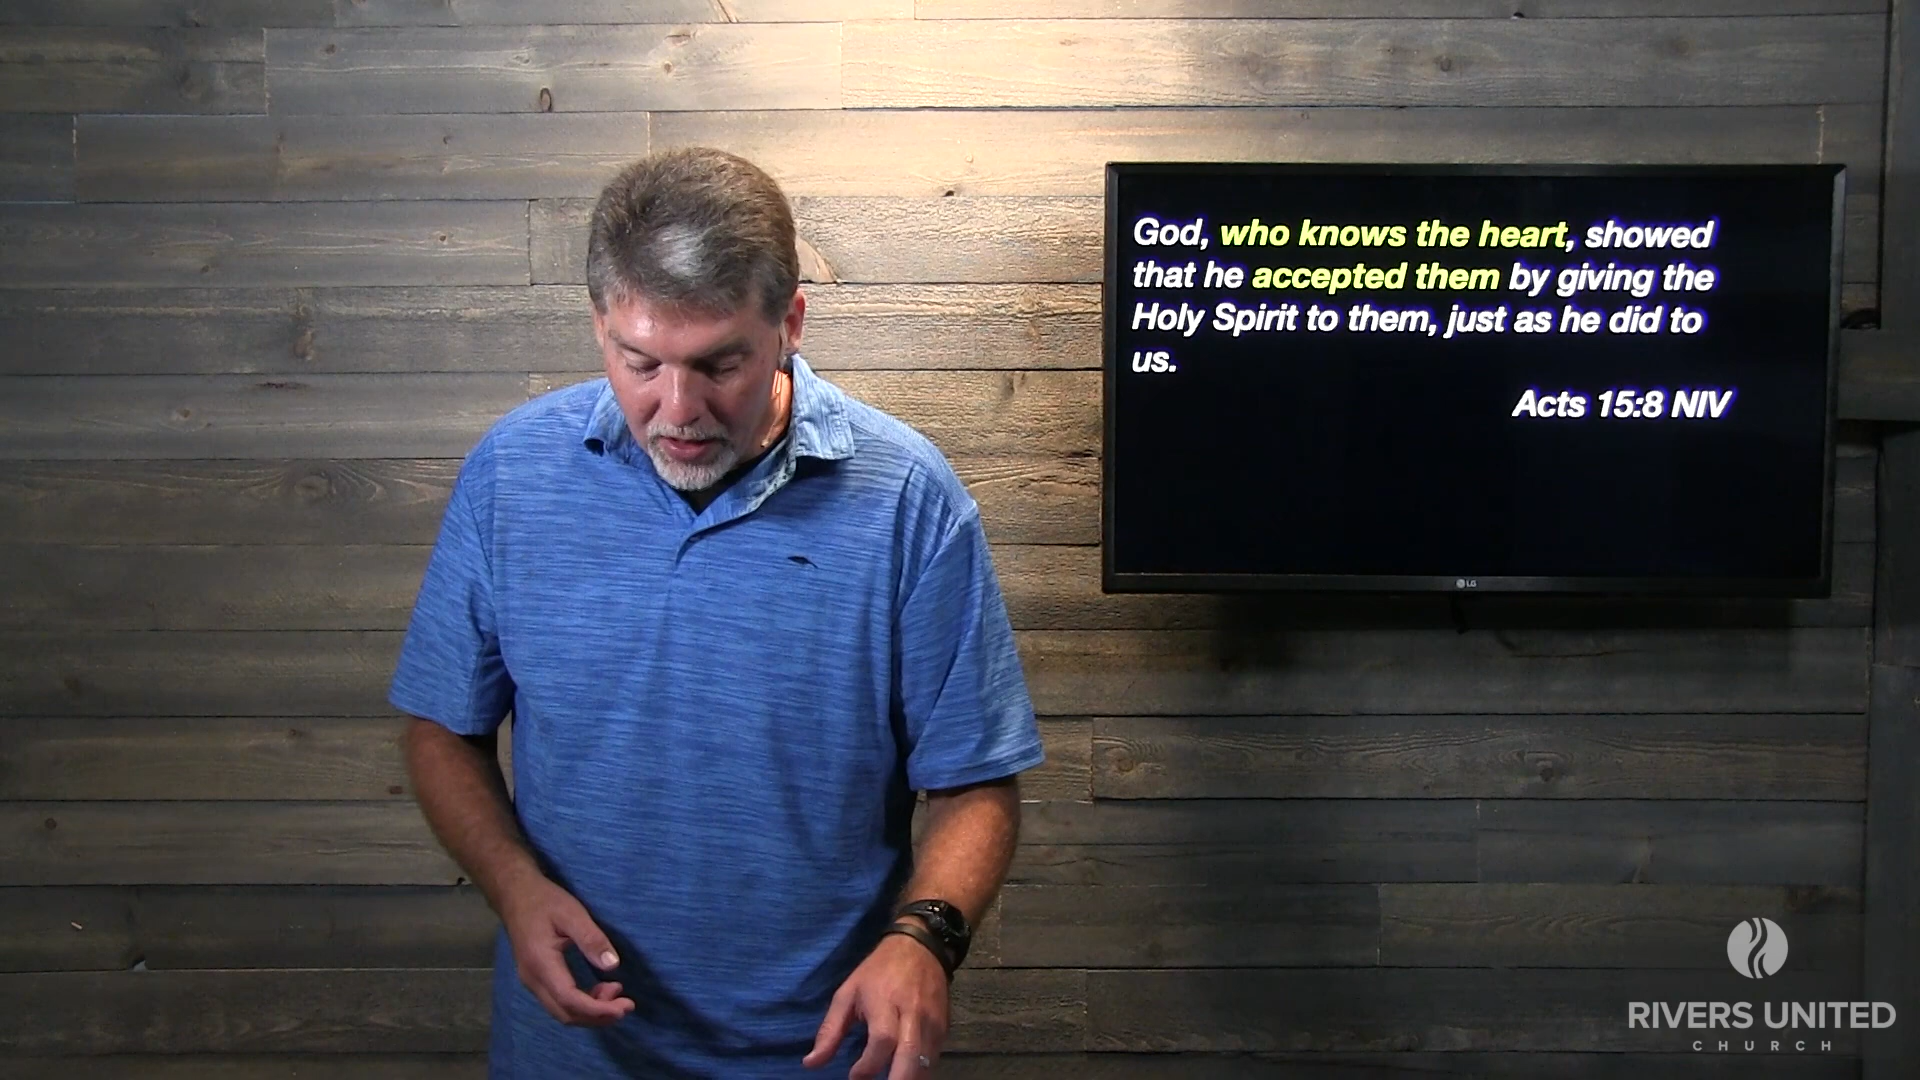 God, who knows the heart, showed
that he accepted them by giving the
Holy Spirit to them, just as he did to
us.
Acts 15:8 NIV
LG
RIVERS UNITED
CHURCH